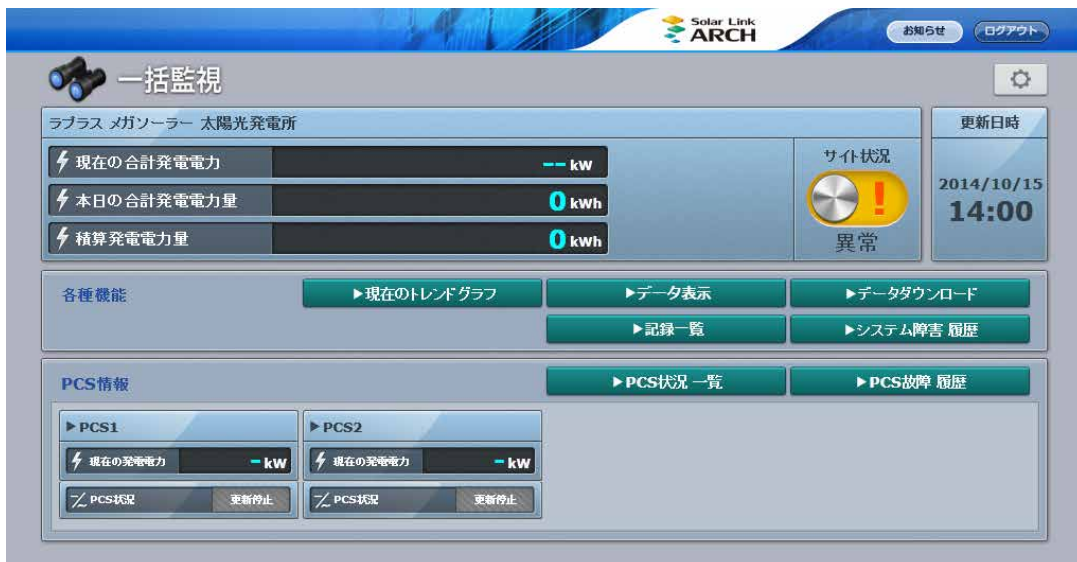 Solar Link
ARCH
お知らせ
ログアウト
一括監視
ラプラス メガソーラー 太陽光発電所
更新日時
現在の合計発電電力
-- kW
サイト状況
本日の合計発電電力量
0 kWh
2014/10/15
14:00
積算発電電力量
0 kWh
異常
各種機能
▶現在のトレンドグラフ
▶データ表示
▶データダウンロード
▶記録一覧
▶システム障害 履歴
PCS情報
▶PCS状況 一覧
▶PCS故障 履歴
▶PCS1
▶PCS2
現在の発電電力
- kW
現在の発電電力
- kW
PCS状況
更新停止
PCS状況
更新停止